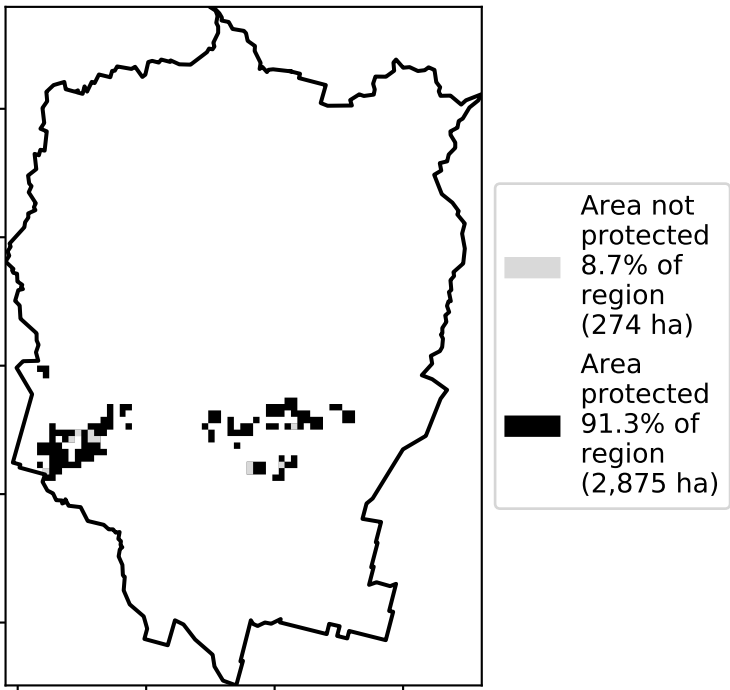 Area not
protected
8.7% of
region
(274 ha)
Area
protected
91.3% of
region
(2,875 ha)